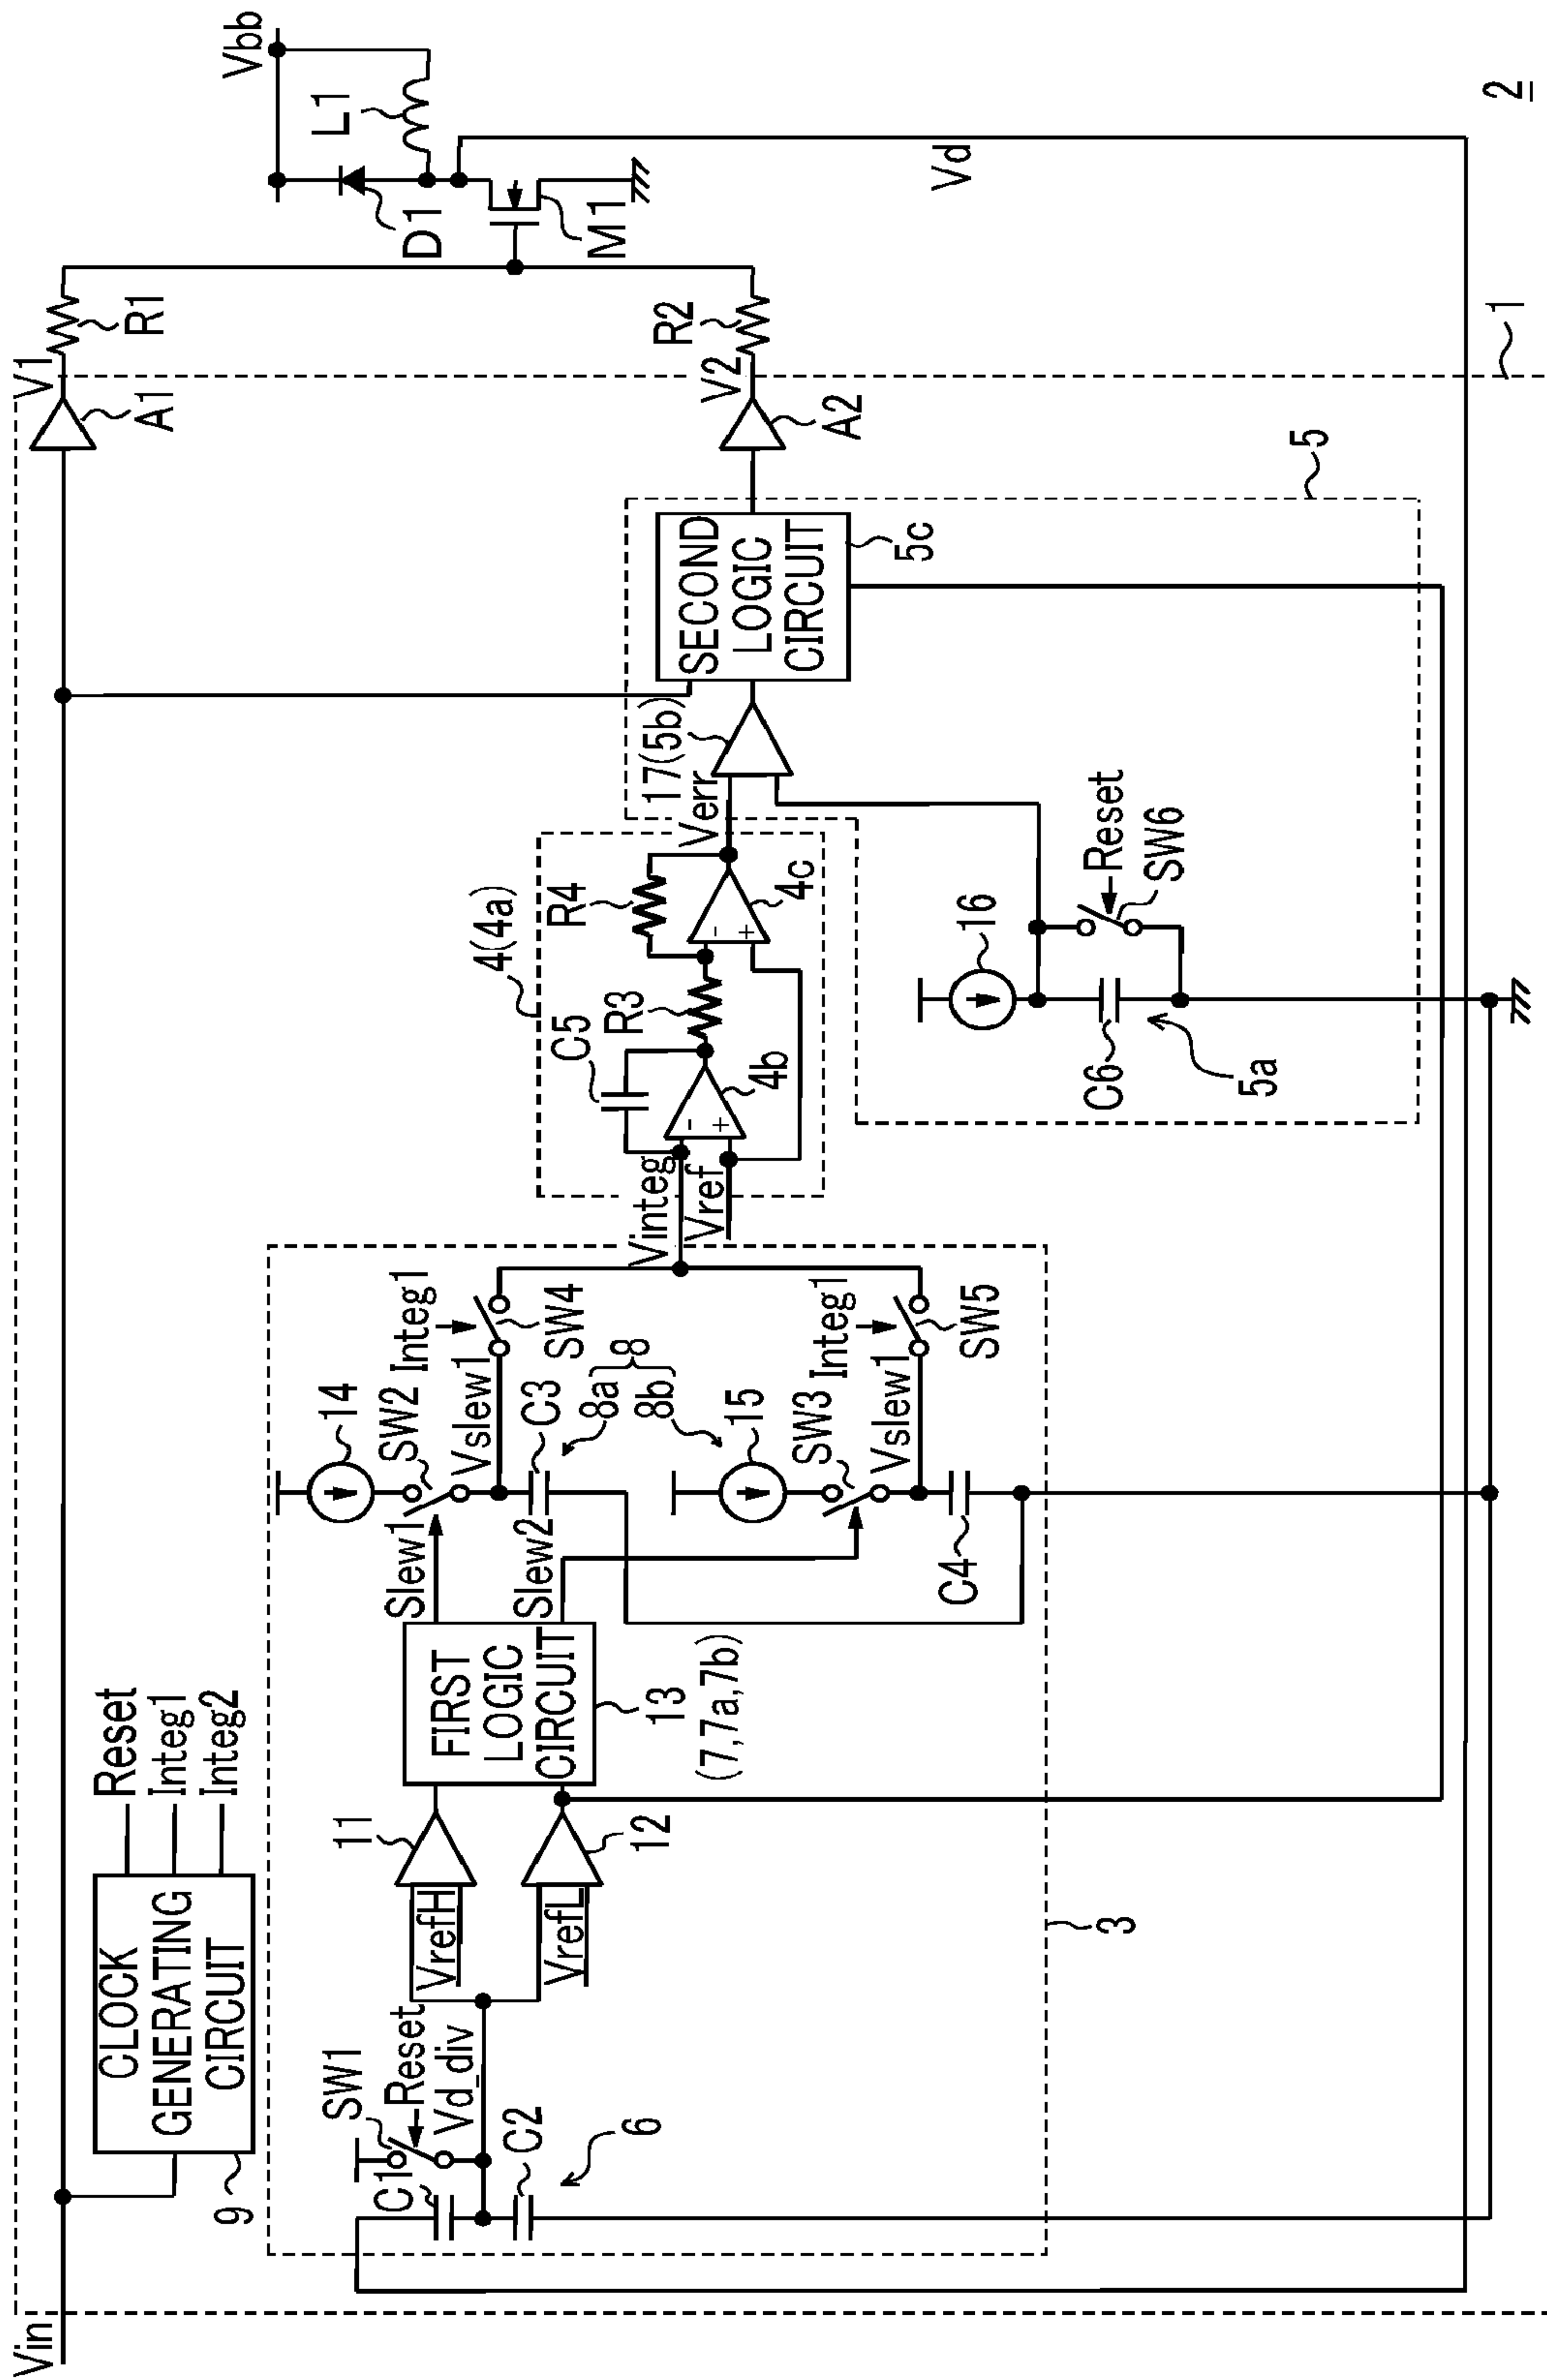 Vin
CLOCK
GENERATING
CIRCUIT
9
Reset
Integ1
Integ2
V1
A1
R1
Vbb
L1
D1
M1
Vd
2
1
R2
V2
A2
SECOND
LOGIC
CIRCUIT
5c
5
17(5b)
Verr
4(4a)
R4
4c
C5
R3
4b
Vinteg
Vref
-
+
-
+
16
Reset
SW6
C6
5a
SW1
Reset
Vd_div
C1
C2
6
VrefH
VrefL
11
12
FIRST
LOGIC
CIRCUIT
13
(7,7a,7b)
Slew1
Slew2
14
SW2
Vslew1
Integ1
SW4
C3
8a
8b
8
15
SW3
Vslew1
Integ1
SW5
C4
3